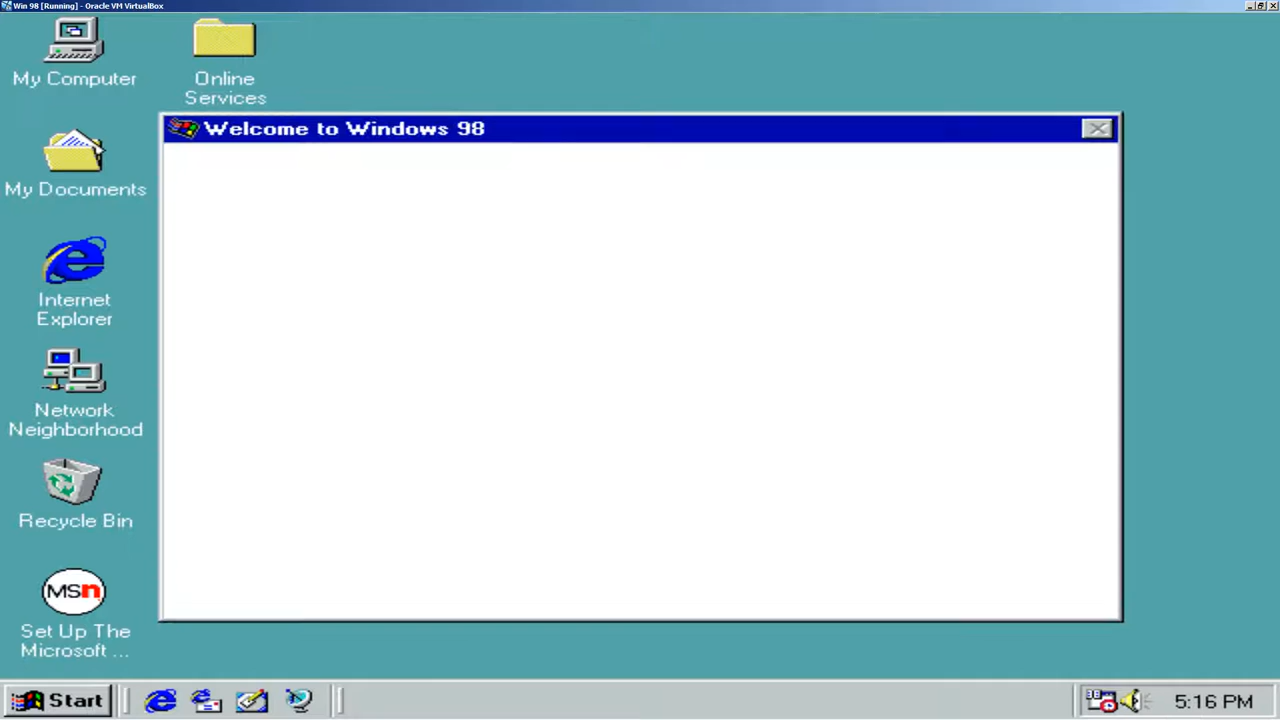 Win 98 [Running] - Oracle VM VirtualBox
My Computer
Online
Services
Welcome to Windows 98
My Documents
Internet
Explorer
Network
Neighborhood
Recycle Bin
MSn
Set Up The
Microsoft ...
Start
5:16 PM